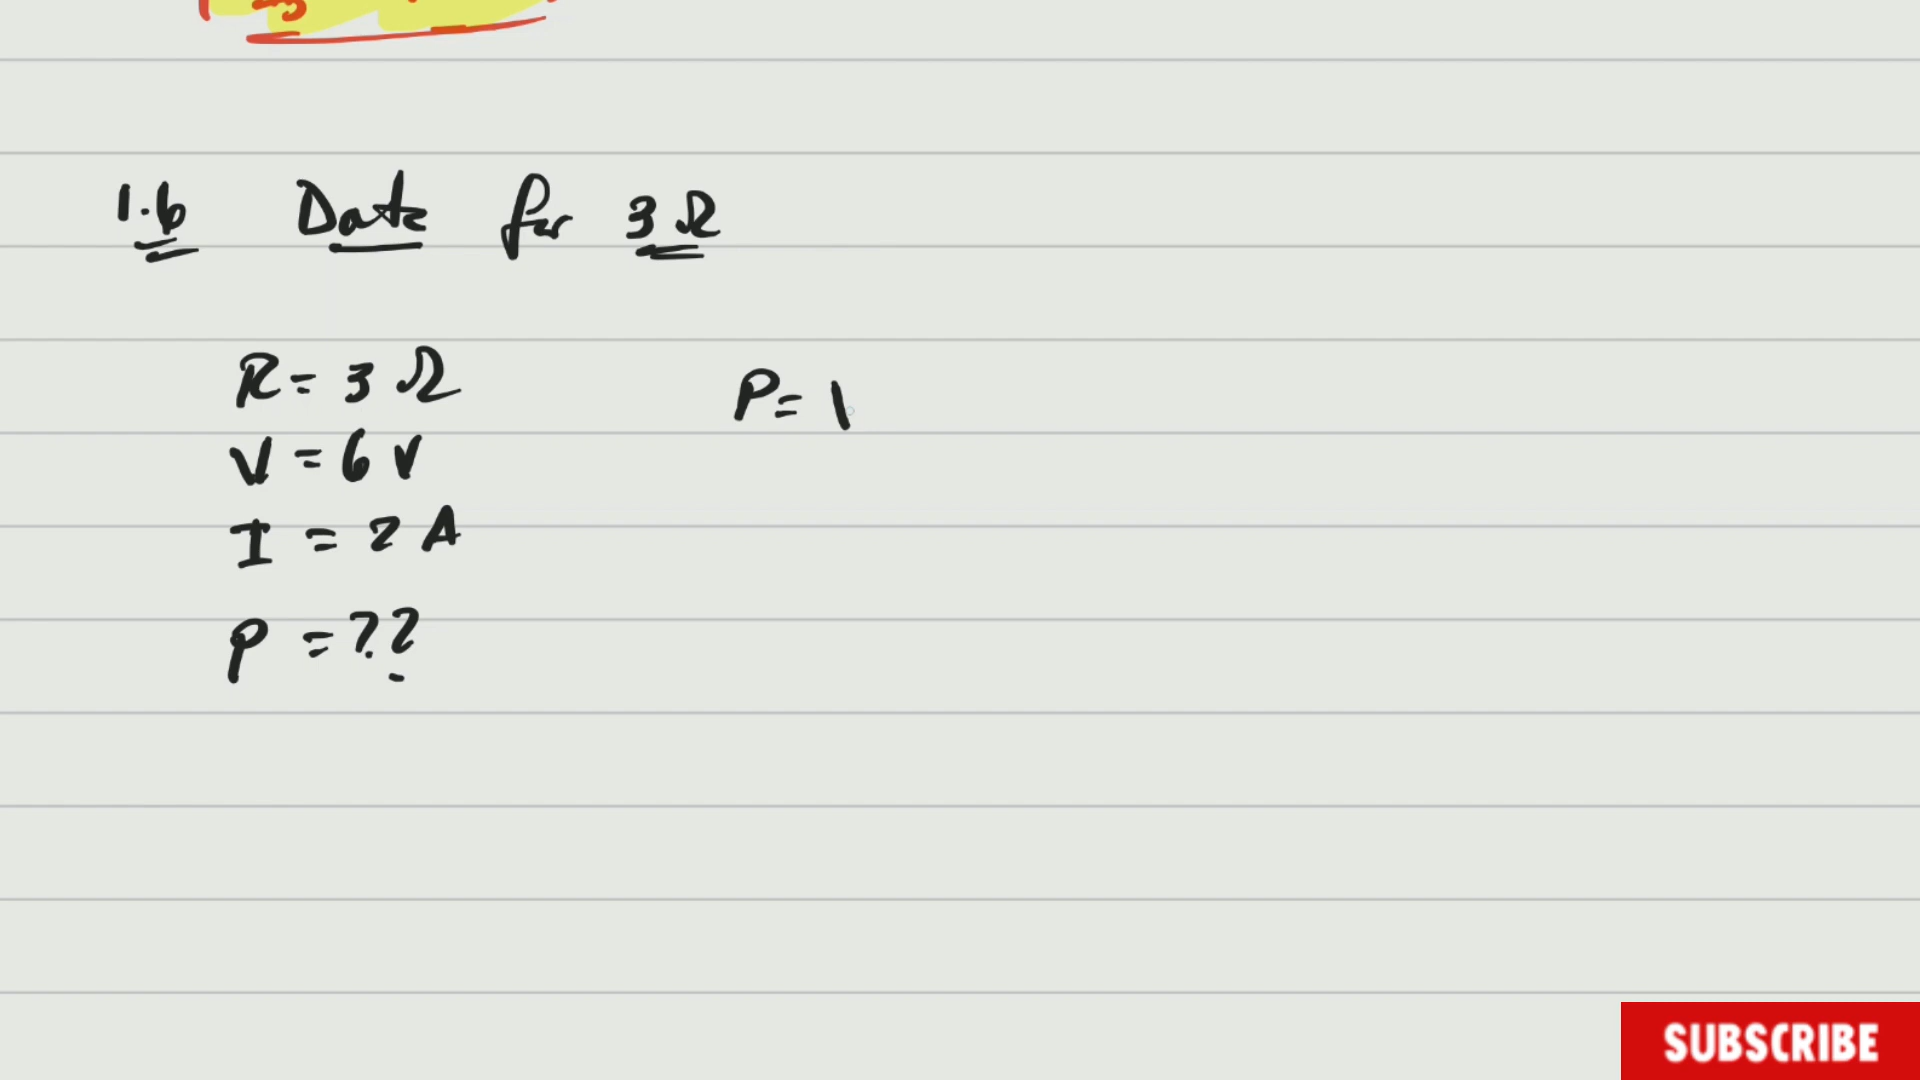 1.6 Data for 3 Ω
R = 3 Ω
P = \
V = 6 V
I = 2 A
P = ??
SUBSCRIBE